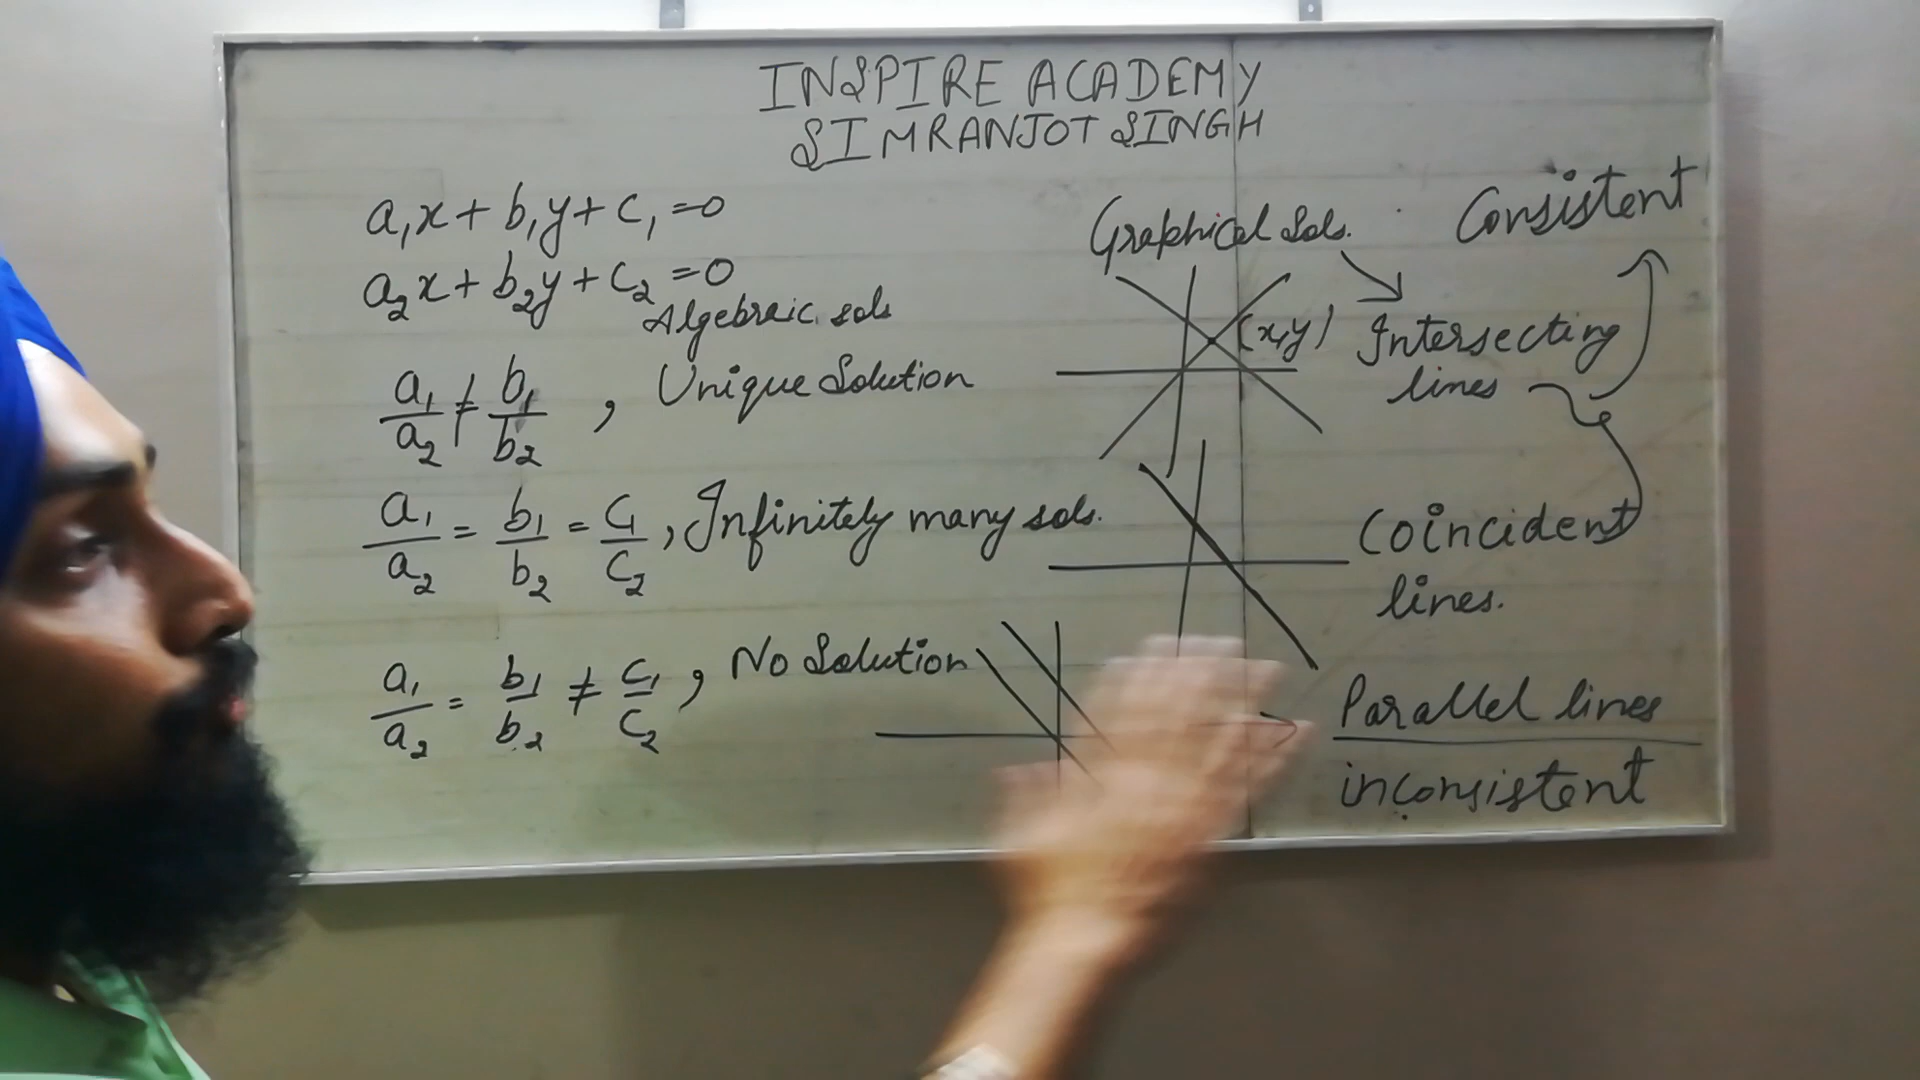 INSPIRE ACADEMY
SIMRANJOT SINGH
a₁x + b₁y + c₁ = 0
a₂x + b₂y + c₂ = 0
Algebraic sols
a₁/a₂ ≠ b₁/b₂ , Unique Solution
a₁/a₂ = b₁/b₂ = c₁/c₂ , Infinitely many sols.
a₁/a₂ = b₁/b₂ ≠ c₁/c₂ , No Solution
Graphical Sols.
Consistent
(x,y)
Intersecting
lines
Coincident
lines.
Parallel lines
inconsistent